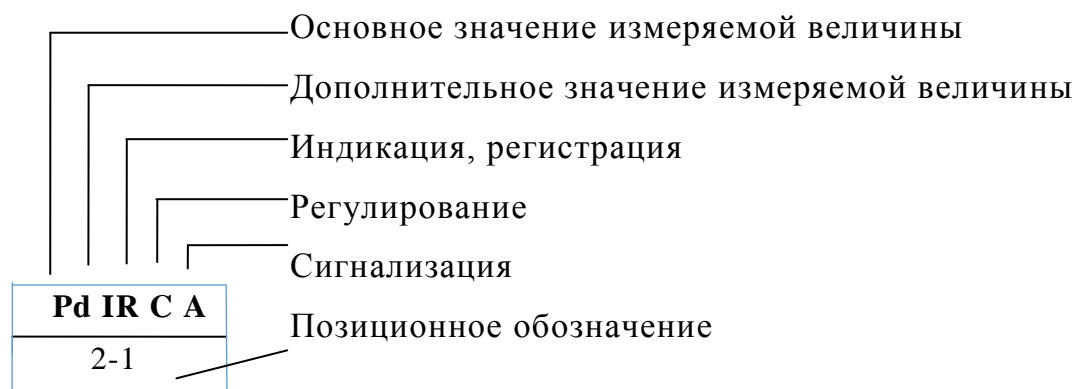 Основное значение измеряемой величины
Дополнительное значение измеряемой величины
Индикация, регистрация
Регулирование
Сигнализация
Pd IR C A
Позиционное обозначение
2-1